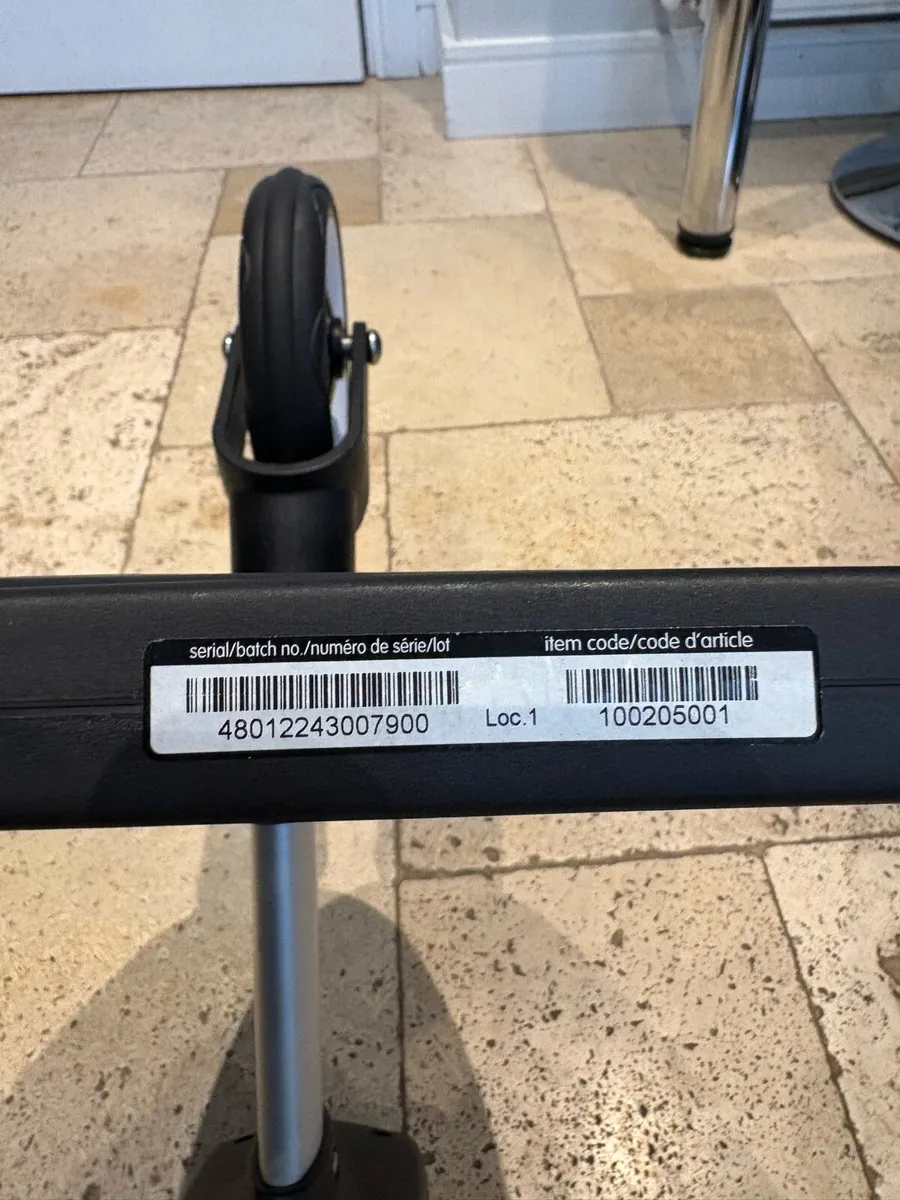 serial/batch no./numéro de série/lot
item code/code d'article
48012243007900
Loc.1
100205001